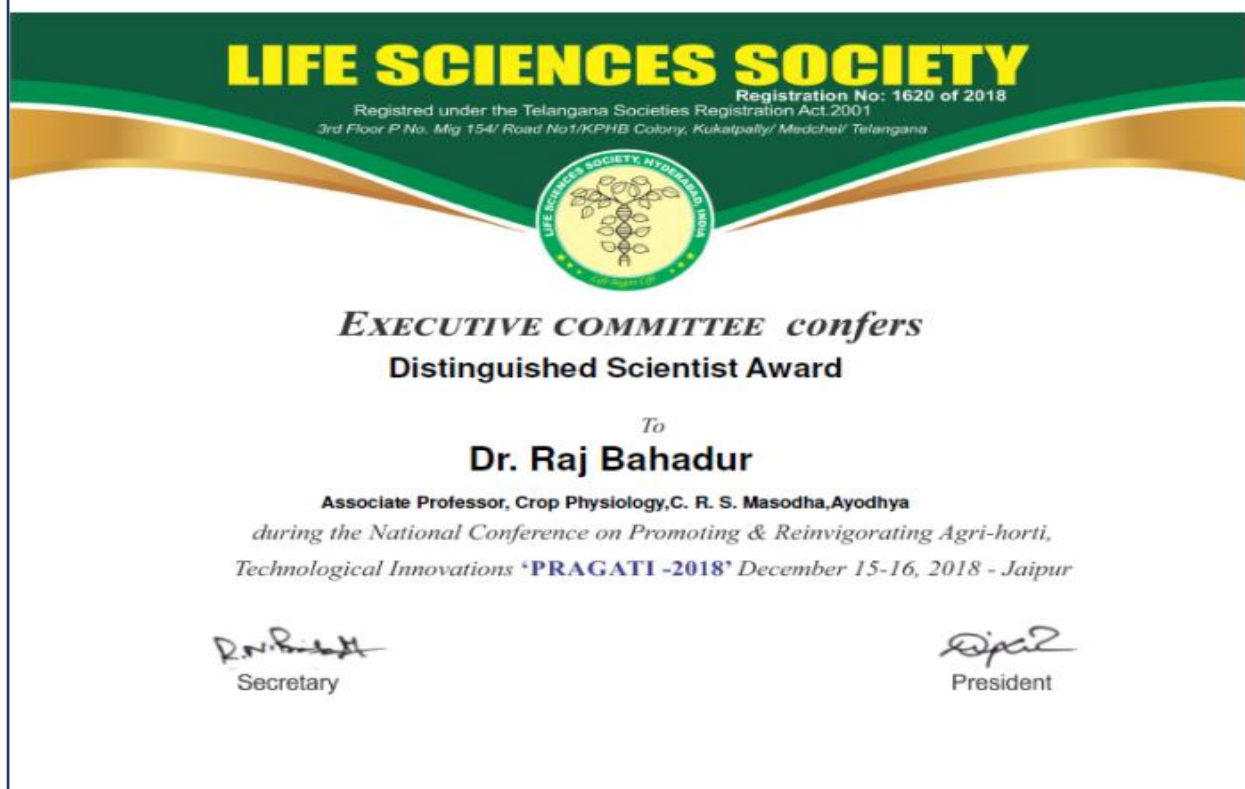 LIFE SCIENCES SOCIETY
Registration No: 1620 of 2018
Registred under the Telangana Societies Registration Act.2001
3rd Floor P No. Mig 154/ Road No1/KPHB Colony, Kukatpally/ Medchel/ Telangana
LIFE SCIENCES SOCIETY, HYDERABAD, INDIA
EXECUTIVE COMMITTEE confers
Distinguished Scientist Award
To
Dr. Raj Bahadur
Associate Professor, Crop Physiology,C. R. S. Masodha,Ayodhya
during the National Conference on Promoting & Reinvigorating Agri-horti,
Technological Innovations ‘PRAGATI -2018’ December 15-16, 2018 - Jaipur
Secretary
President